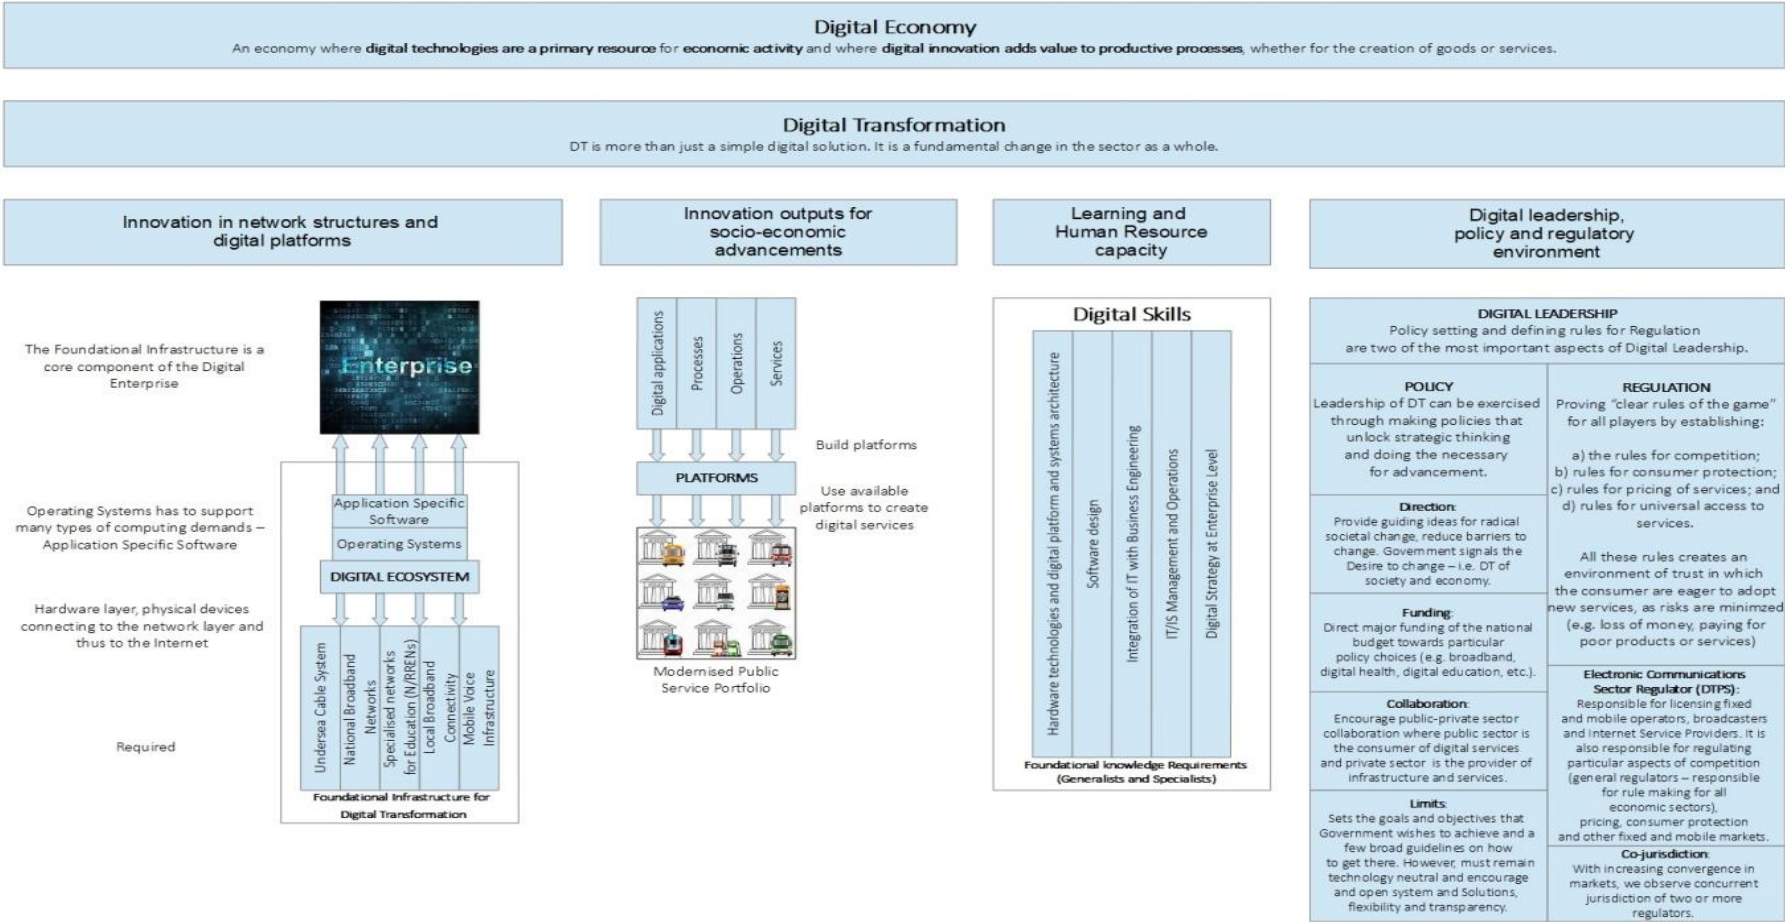 Digital Economy
An economy where digital technologies are a primary resource for economic activity and where digital innovation adds value to productive processes, whether for the creation of goods or services.
Digital Transformation
DT is more than just a simple digital solution. It is a fundamental change in the sector as a whole.
Innovation in network structures and
digital platforms
The Foundational Infrastructure is a
core component of the Digital
Enterprise
Enterprise
Operating Systems has to support
many types of computing demands –
Application Specific Software
Application Specific
Software
Operating Systems
DIGITAL ECOSYSTEM
Hardware layer, physical devices
connecting to the network layer and
thus to the Internet
Required
Undersea Cable System
National Broadband
Networks
Specialised networks
for Education (N/RRENs)
Local Broadband
Connectivity
Mobile Voice
Infrastructure
Foundational Infrastructure for
Digital Transformation
Innovation outputs for
socio-economic
advancements
Digital applications
Processes
Operations
Services
Build platforms
PLATFORMS
Use available
platforms to create
digital services
Modernised Public
Service Portfolio
Learning and
Human Resource
capacity
Digital Skills
Hardware technologies and digital platform and systems architecture
Software design
Integration of IT with Business Engineering
IT/IS Management and Operations
Digital Strategy at Enterprise Level
Foundational knowledge Requirements
(Generalists and Specialists)
Digital leadership,
policy and regulatory
environment
DIGITAL LEADERSHIP
Policy setting and defining rules for Regulation
are two of the most important aspects of Digital Leadership.
POLICY
Leadership of DT can be exercised
through making policies that
unlock strategic thinking
and doing the necessary
for advancement.
Direction:
Provide guiding ideas for radical
societal change, reduce barriers to
change. Government signals the
Desire to change – i.e. DT of
society and economy.
Funding:
Direct major funding of the national
budget towards particular
policy choices (e.g. broadband,
digital health, digital education, etc.).
Collaboration:
Encourage public-private sector
collaboration where public sector is
the consumer of digital services
and private sector is the provider of
infrastructure and services.
Limits:
Sets the goals and objectives that
Government wishes to achieve and a
few broad guidelines on how
to get there. However, must remain
technology neutral and encourage
and open system and Solutions,
flexibility and transparency.
REGULATION
Proving “clear rules of the game”
for all players by establishing:
a) the rules for competition;
b) rules for consumer protection;
c) rules for pricing of services; and
d) rules for universal access to
services.
All these rules creates an
environment of trust in which
the consumer are eager to adopt
new services, as risks are minimzed
(e.g. loss of money, paying for
poor products or services)
Electronic Communications
Sector Regulator (DTPS):
Responsible for licensing fixed
and mobile operators, broadcasters
and Internet Service Providers. It is
also responsible for regulating
particular aspects of competition
(general regulators – responsible
for rule making for all
economic sectors),
pricing, consumer protection
and other fixed and mobile markets.
Co-jurisdiction:
With increasing convergence in
markets, we observe concurrent
jurisdiction of two or more
regulators.